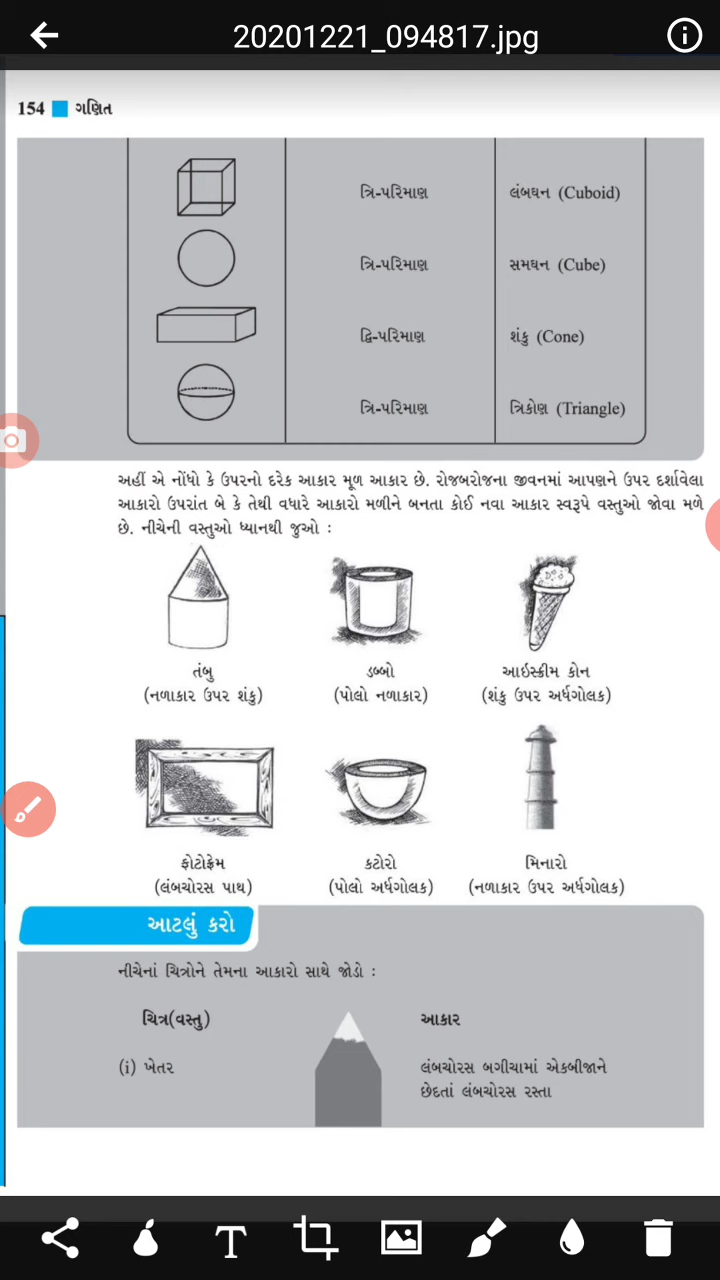 20201221_094817.jpg
154 ગણિત
ત્રિ-પરિમાણ લંબઘન (Cuboid)
ત્રિ-પરિમાણ સમઘન (Cube)
દ્વિ-પરિમાણ શંકુ (Cone)
ત્રિ-પરિમાણ ત્રિકોણ (Triangle)
અહીં એ નોંધો કે ઉપરનો દરેક આકાર મૂળ આકાર છે. રોજબરોજના જીવનમાં આપણને ઉપર દર્શાવેલા
આકારો ઉપરાંત બે કે તેથી વધારે આકારો મળીને બનતા કોઈ નવા આકાર સ્વરૂપે વસ્તુઓ જોવા મળે
છે. નીચેની વસ્તુઓ ધ્યાનથી જુઓ :
તંબુ ડબ્બો આઇસ્ક્રીમ કોન
(નળાકાર ઉપર શંકુ) (પોલો નળાકાર) (શંકુ ઉપર અર્ધગોલક)
ફોટોફ્રેમ કટોરો મિનારો
(લંબચોરસ પાથ) (પોલો અર્ધગોલક) (નળાકાર ઉપર અર્ધગોલક)
આટલું કરો
નીચેનાં ચિત્રોને તેમના આકારો સાથે જોડો :
ચિત્ર(વસ્તુ) આકાર
(i) ખેતર લંબચોરસ બગીચામાં એકબીજાને
છેદતાં લંબચોરસ રસ્તા
T